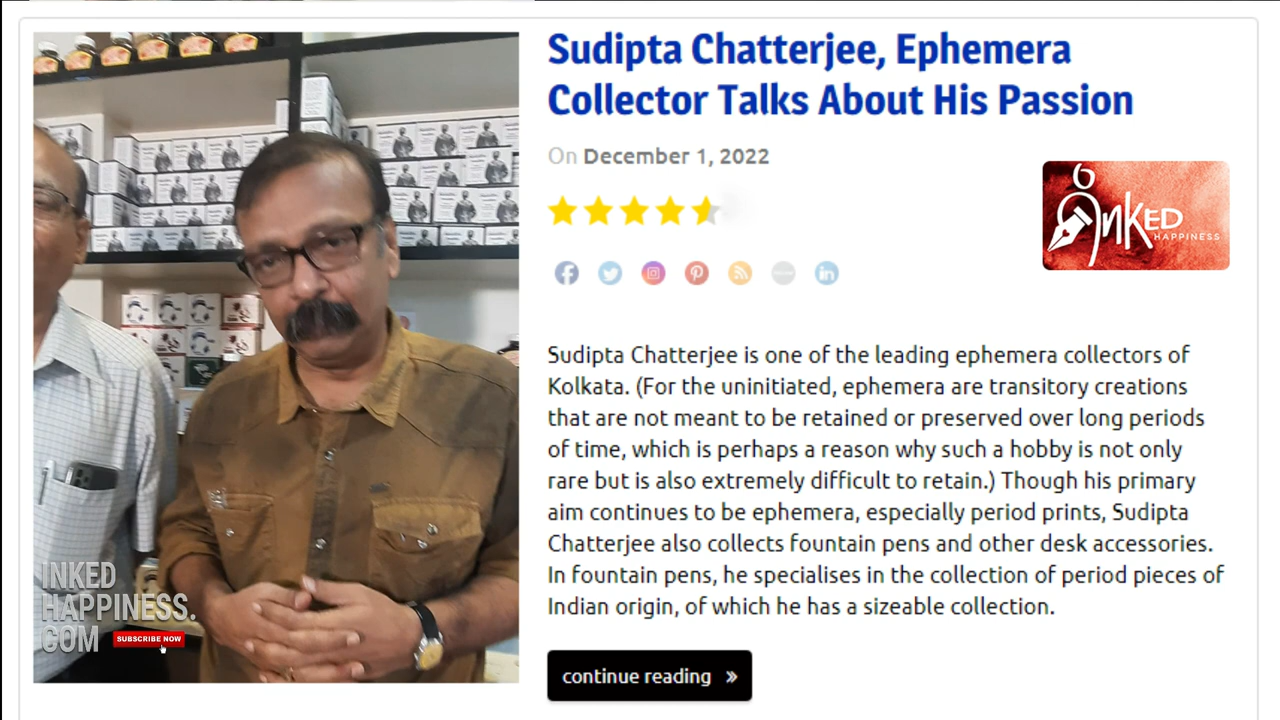 Sudipta Chatterjee, Ephemera
Collector Talks About His Passion
On December 1, 2022
inKED
HAPPINESS
Sudipta Chatterjee is one of the leading ephemera collectors of
Kolkata. (For the uninitiated, ephemera are transitory creations
that are not meant to be retained or preserved over long periods
of time, which is perhaps a reason why such a hobby is not only
rare but is also extremely difficult to retain.) Though his primary
aim continues to be ephemera, especially period prints, Sudipta
Chatterjee also collects fountain pens and other desk accessories.
In fountain pens, he specialises in the collection of period pieces of
Indian origin, of which he has a sizeable collection.
continue reading »
INKED
HAPPINESS.
COM
SUBSCRIBE NOW